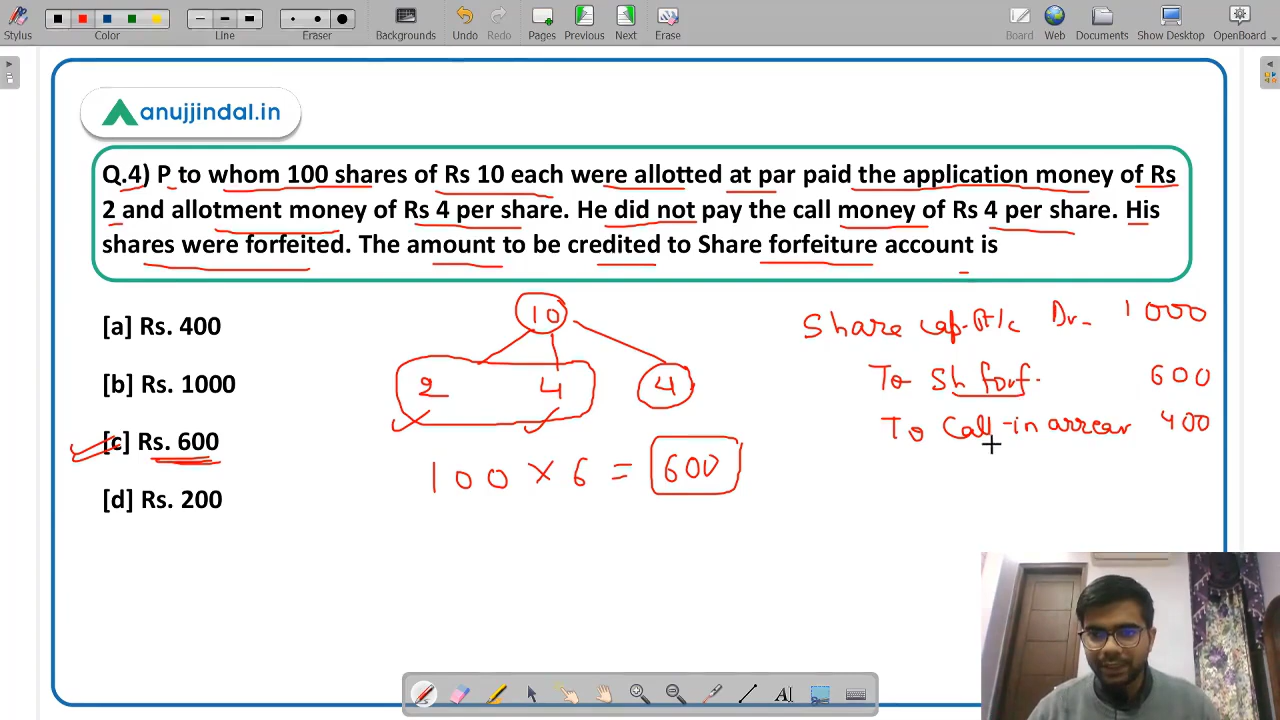 Stylus
Color
Line
Eraser
Backgrounds
Undo
Redo
Pages
Previous
Next
Erase
Board
Web
Documents
Show Desktop
OpenBoard
anujjindal.in
Q.4) P to whom 100 shares of Rs 10 each were allotted at par paid the application money of Rs
2 and allotment money of Rs 4 per share. He did not pay the call money of Rs 4 per share. His
shares were forfeited. The amount to be credited to Share forfeiture account is
[a] Rs. 400
[b] Rs. 1000
[c] Rs. 600
[d] Rs. 200
10
2 4 4
100 × 6 = 600
Share cap. A/c Dr. 1000
To Sh forf. 600
To Call-in arrear 400